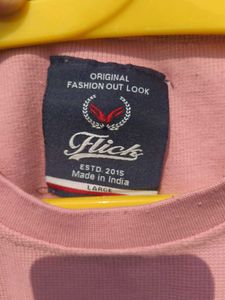 ORIGINAL
FASHION OUT LOOK
Flick
ESTD 2015
Made in India
LARGE